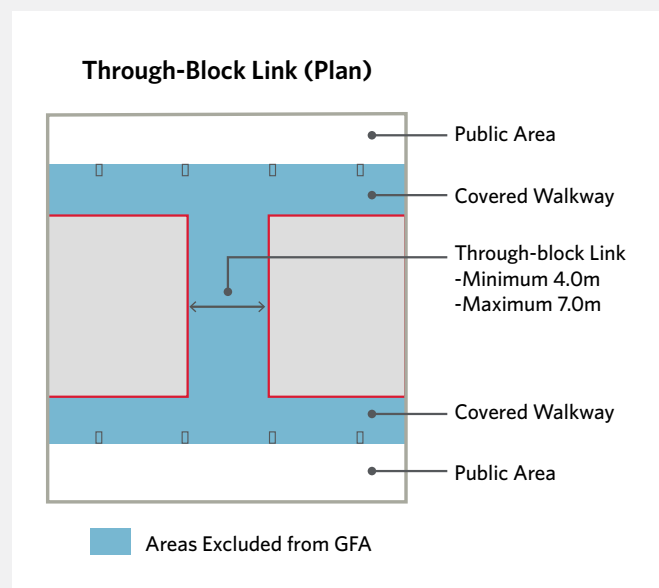 Through-Block Link (Plan)
Public Area
Covered Walkway
Through-block Link
-Minimum 4.0m
-Maximum 7.0m
Covered Walkway
Public Area
Areas Excluded from GFA